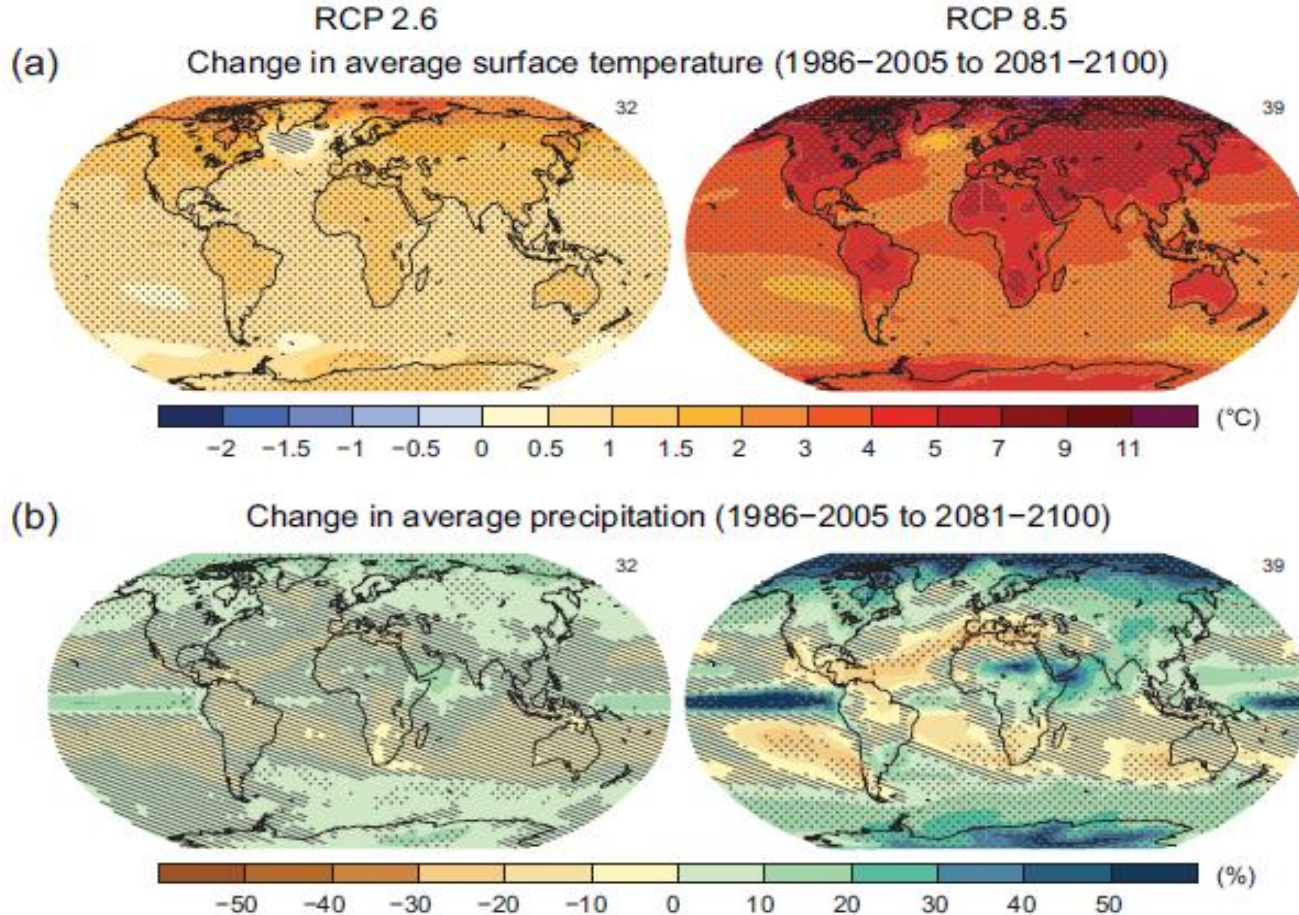 RCP 2.6 RCP 8.5
(a) Change in average surface temperature (1986−2005 to 2081−2100)
32 39
−2 −1.5 −1 −0.5 0 0.5 1 1.5 2 3 4 5 7 9 11 (°C)
(b) Change in average precipitation (1986−2005 to 2081−2100)
32 39
−50 −40 −30 −20 −10 0 10 20 30 40 50 (%)